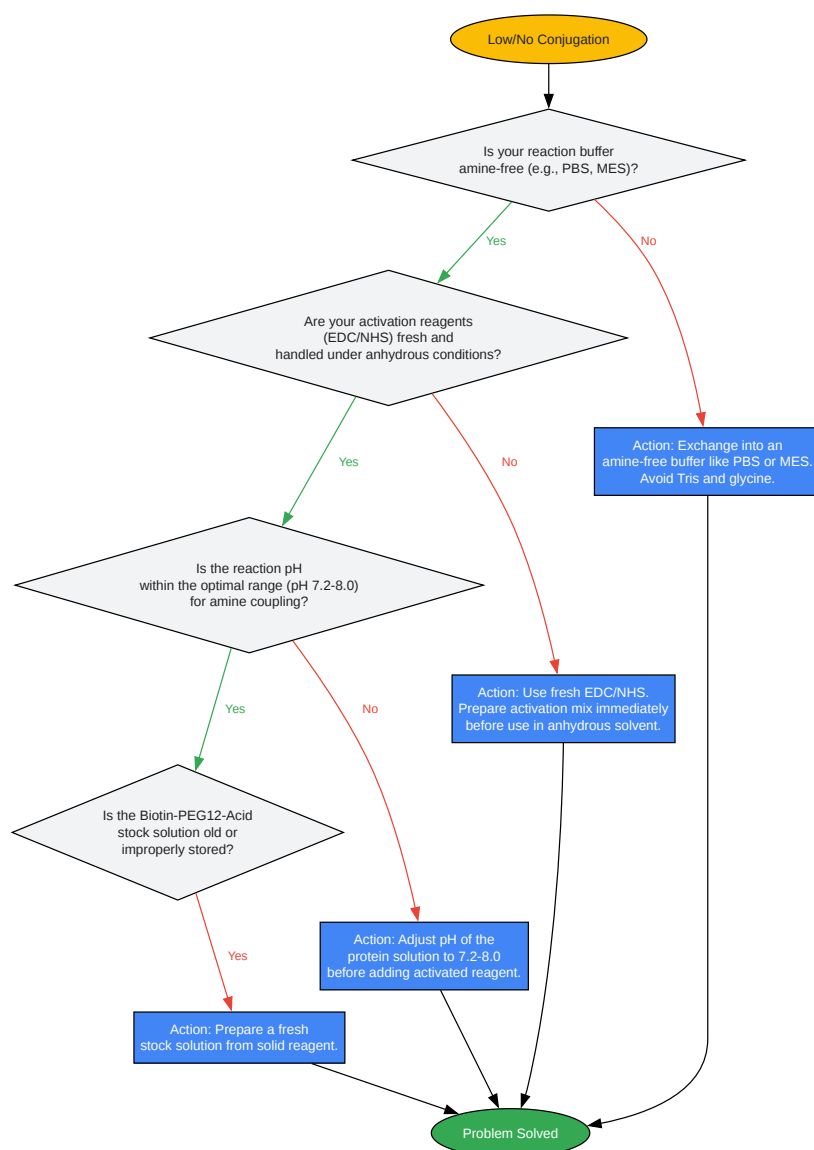 Low/No Conjugation
Is your reaction buffer
amine-free (e.g., PBS, MES)?
Yes
No
Are your activation reagents
(EDC/NHS) fresh and
handled under anhydrous conditions?
Action: Exchange into an
amine-free buffer like PBS or MES.
Avoid Tris and glycine.
Yes
No
Is the reaction pH
within the optimal range (pH 7.2-8.0)
for amine coupling?
Action: Use fresh EDC/NHS.
Prepare activation mix immediately
before use in anhydrous solvent.
Yes
No
Is the Biotin-PEG12-Acid
stock solution old or
improperly stored?
Yes
Action: Adjust pH of the
protein solution to 7.2-8.0
before adding activated reagent.
Action: Prepare a fresh
stock solution from solid reagent.
Problem Solved